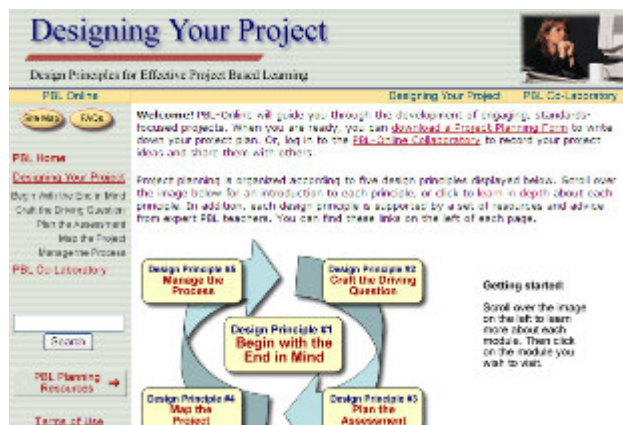 Designing Your Project
Design Principles for Effective Project Based Learning
PBL Online
Designing Your Project
PBL Co-Laboratory
Site Map
FAQs
Welcome! PBL-Online will guide you through the development of engaging, standards-
focused projects. When you are ready, you can download a Project Planning Form to write
down your project plan. Or, log in to the PBL-Online Collaboratory to record your project
ideas and share them with others.
Project planning is organized according to five design principles displayed below. Scroll over
the image below for an introduction to each principle, or click to learn in depth about each
principle. In addition, each design principle is supported by a set of resources and advice
from expert PBL teachers. You can find these links on the left of each page.
PBL Home
Designing Your Project
Begin With the End in Mind
Craft the Driving Question
Plan the Assessment
Map the Project
Manage the Process
PBL Co-Laboratory
Search
PBL Planning
Resources
Terms of Use
Design Principle #5
Manage the
Process
Design Principle #2
Craft the Driving
Question
Design Principle #1
Begin with the
End in Mind
Design Principle #4
Map the
Project
Design Principle #3
Plan the
Assessment
Getting started:
Scroll over the image
on the left to learn
more about each
module. Then click
on the module you
wish to visit.